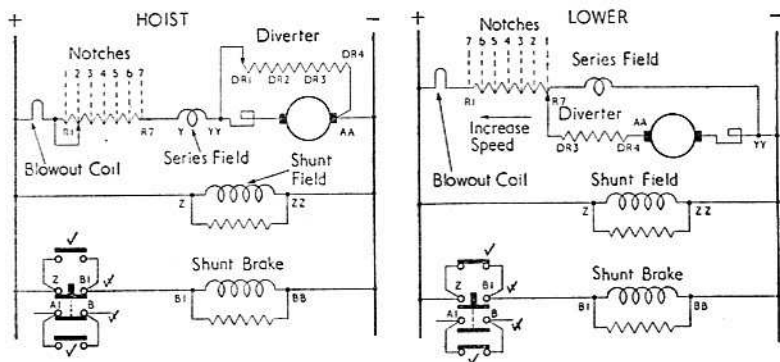 + HOIST −
Notches
1 2 3 4 5 6 7
Diverter
DR4
DR1 DR2 DR3
R1 R7 Y YY AA
Blowout Coil
Series Field
Shunt Field
Z ZZ
Shunt Brake
Z B1
A1 B
B1 BB
+ LOWER −
Notches
7 6 5 4 3 2 1
Series Field
R1 R7
Diverter
AA
Increase Speed
DR3 DR4
YY
Blowout Coil
Shunt Field
Z ZZ
Shunt Brake
Z B1
A1 B
B1 BB